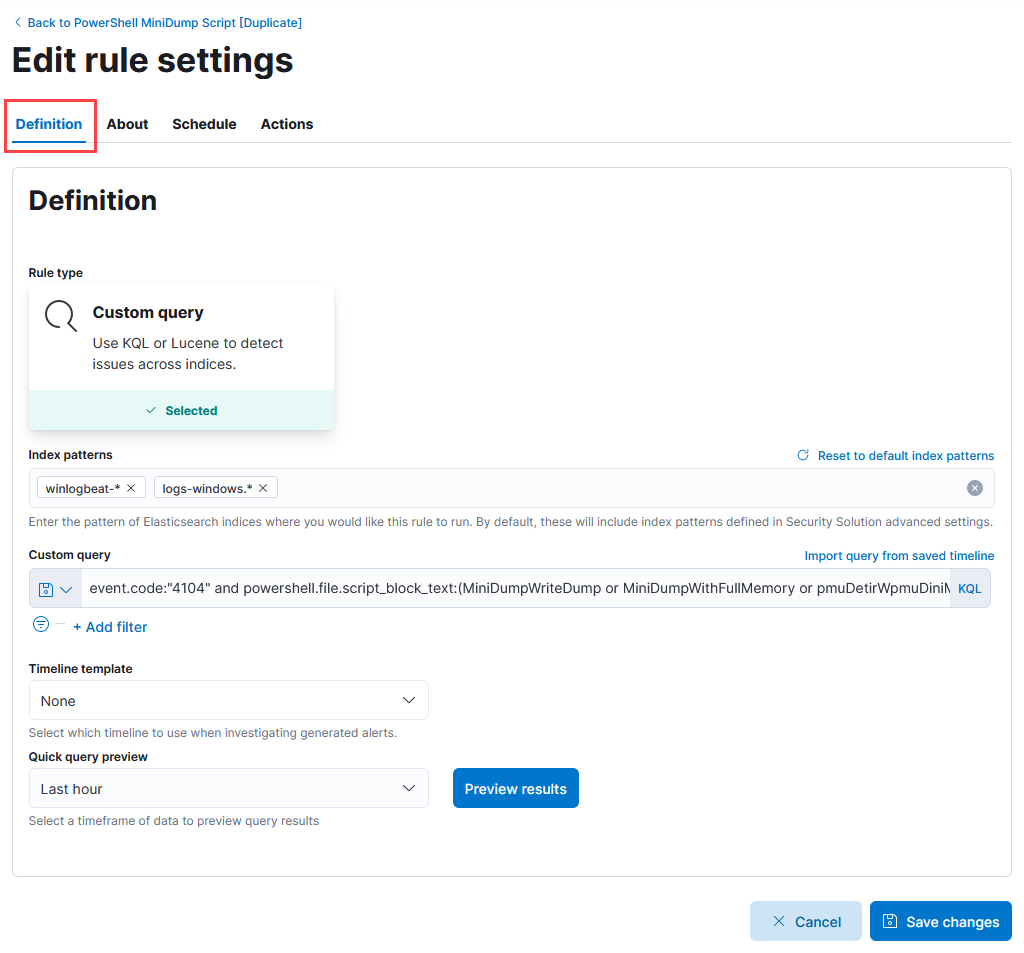 Back to PowerShell MiniDump Script [Duplicate]
Edit rule settings
Definition About Schedule Actions
Definition
Rule type
Custom query
Use KQL or Lucene to detect
issues across indices.
Selected
Index patterns Reset to default index patterns
winlogbeat-* logs-windows.*
Enter the pattern of Elasticsearch indices where you would like this rule to run. By default, these will include index patterns defined in Security Solution advanced settings.
Custom query Import query from saved timeline
event.code:"4104" and powershell.file.script_block_text:(MiniDumpWriteDump or MiniDumpWithFullMemory or pmuDetirWpmuDiniM KQL
+ Add filter
Timeline template
None
Select which timeline to use when investigating generated alerts.
Quick query preview
Last hour Preview results
Select a timeframe of data to preview query results
Cancel Save changes